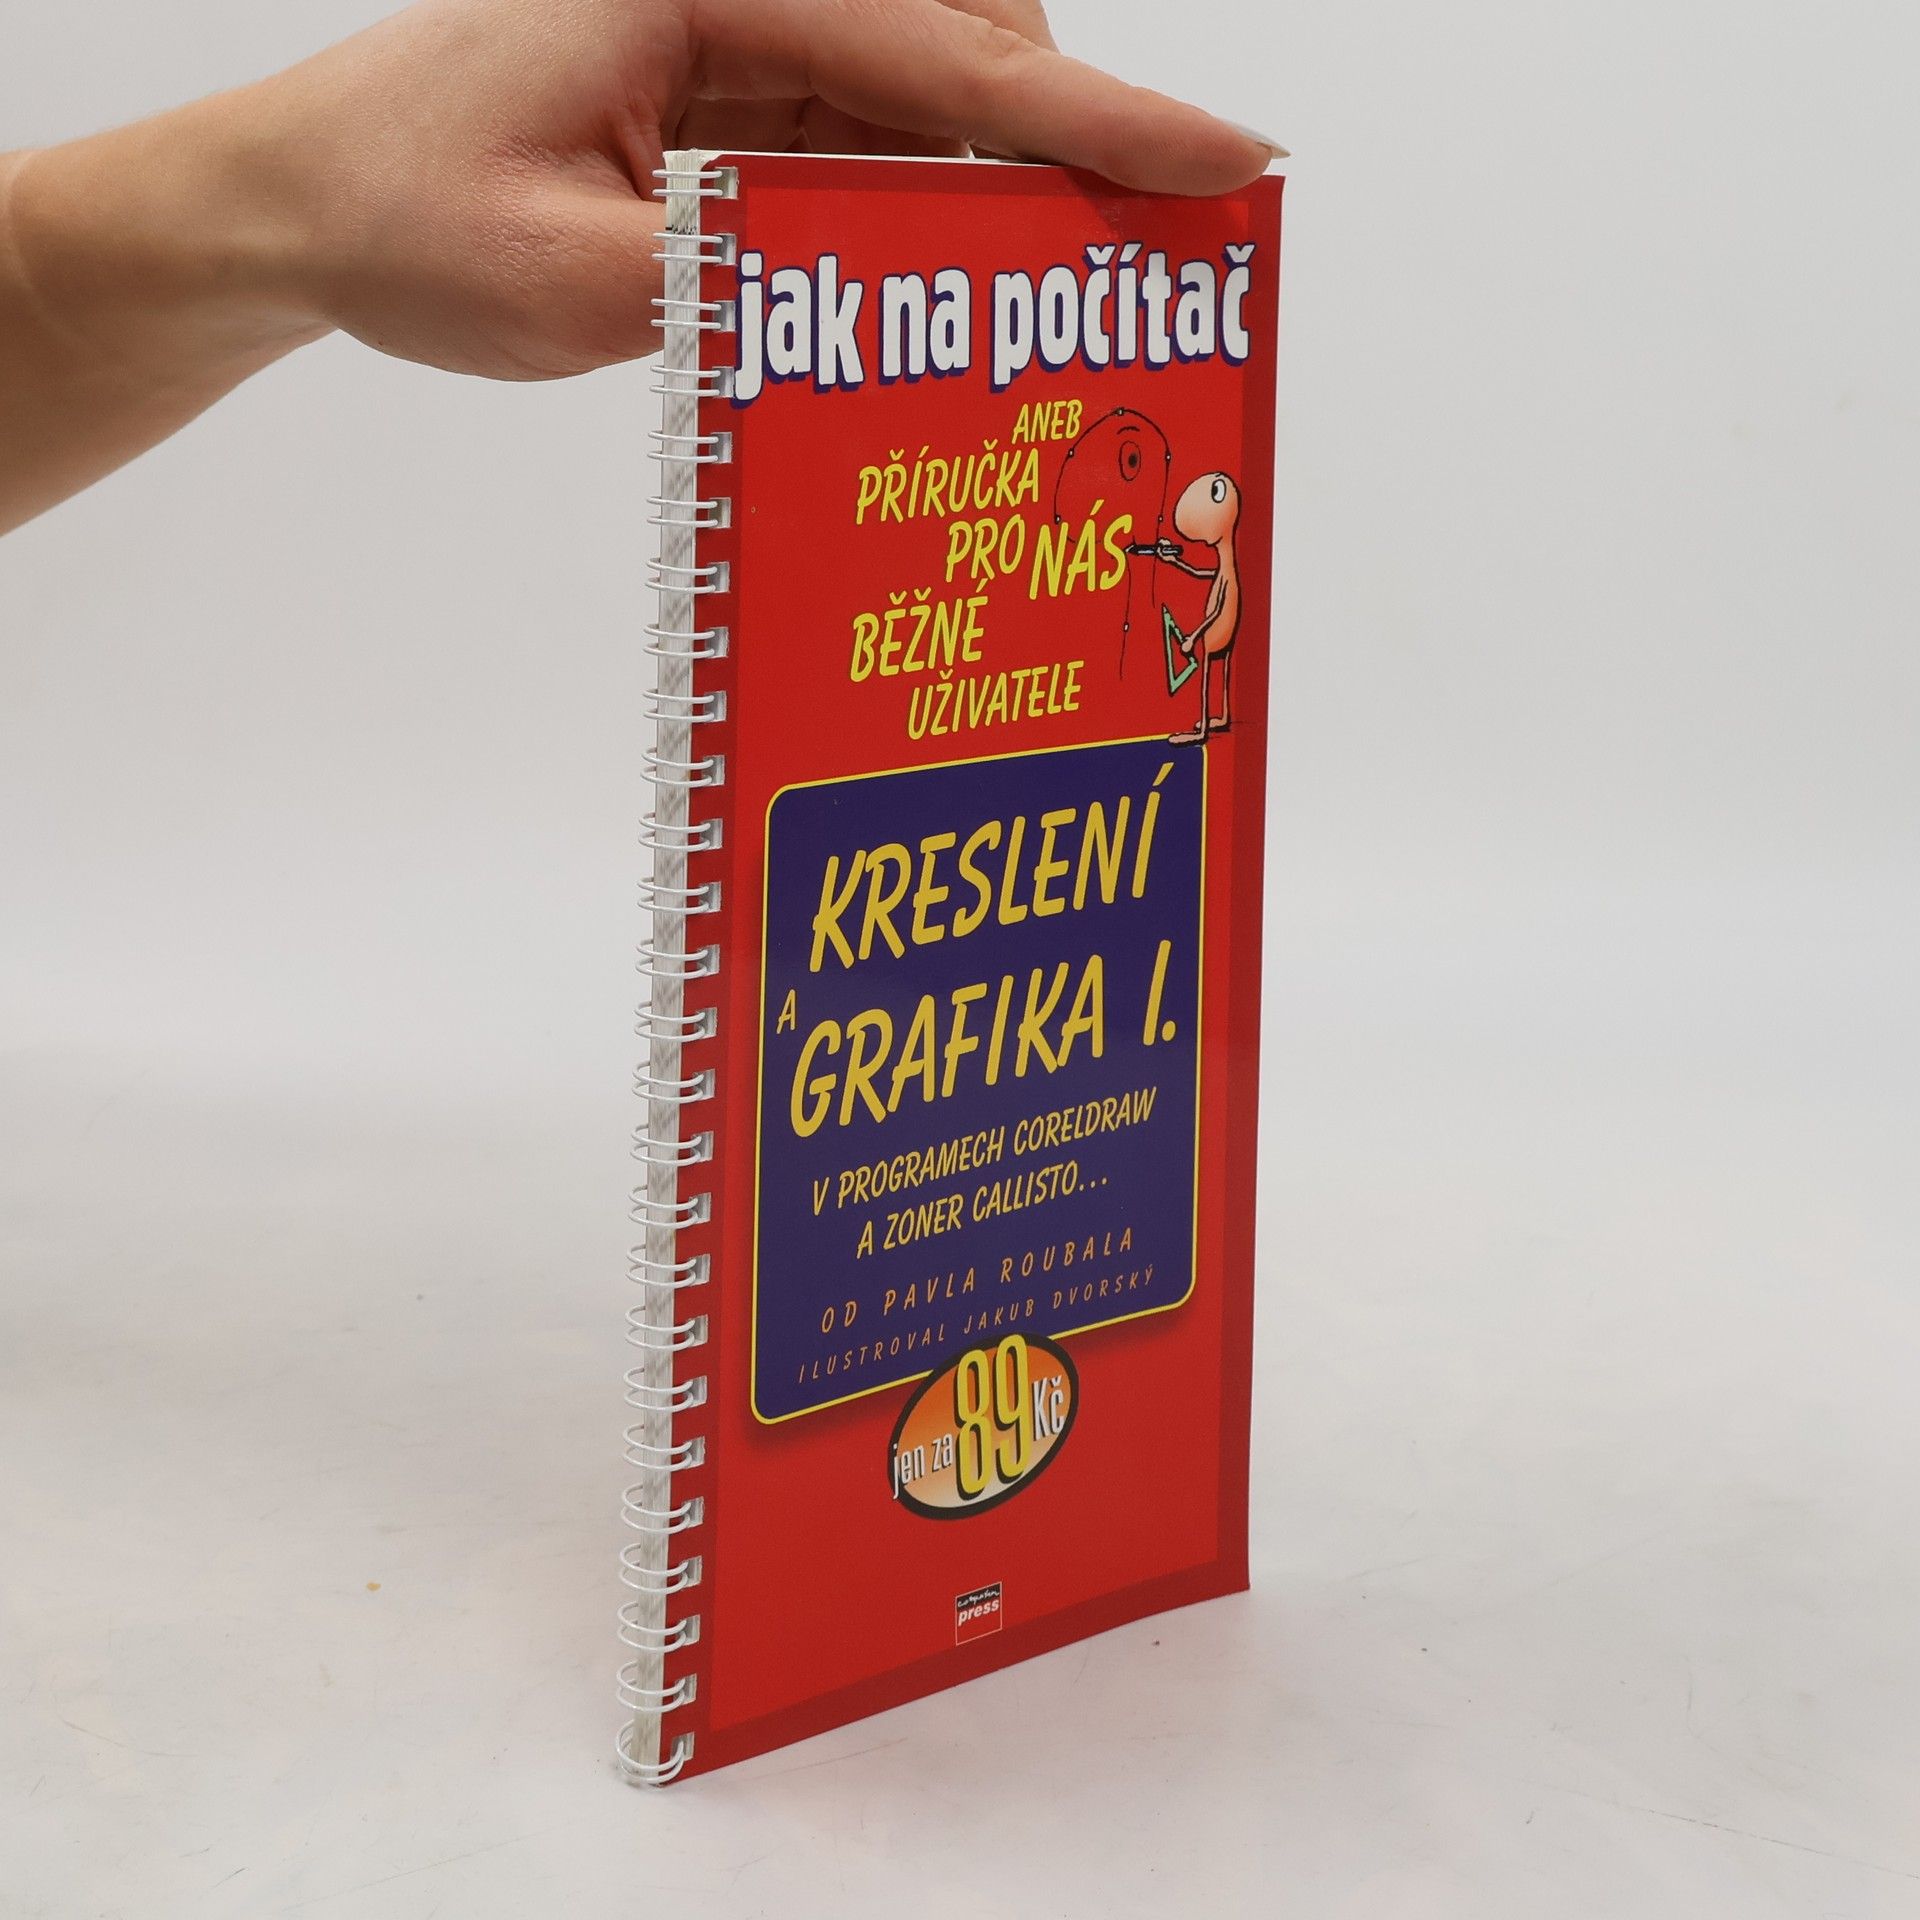 jak na počítač
ANEB
PŘÍRUČKA
PRO NÁS
BĚŽNÉ
UŽIVATELE
KRESLENÍ
A GRAFIKA I.
V PROGRAMECH CORELDRAW
A ZONER CALLISTO...
OD PAVLA ROUBALA
ILUSTROVAL JAKUB DVORSKÝ
jen za 89 Kč
computer
press